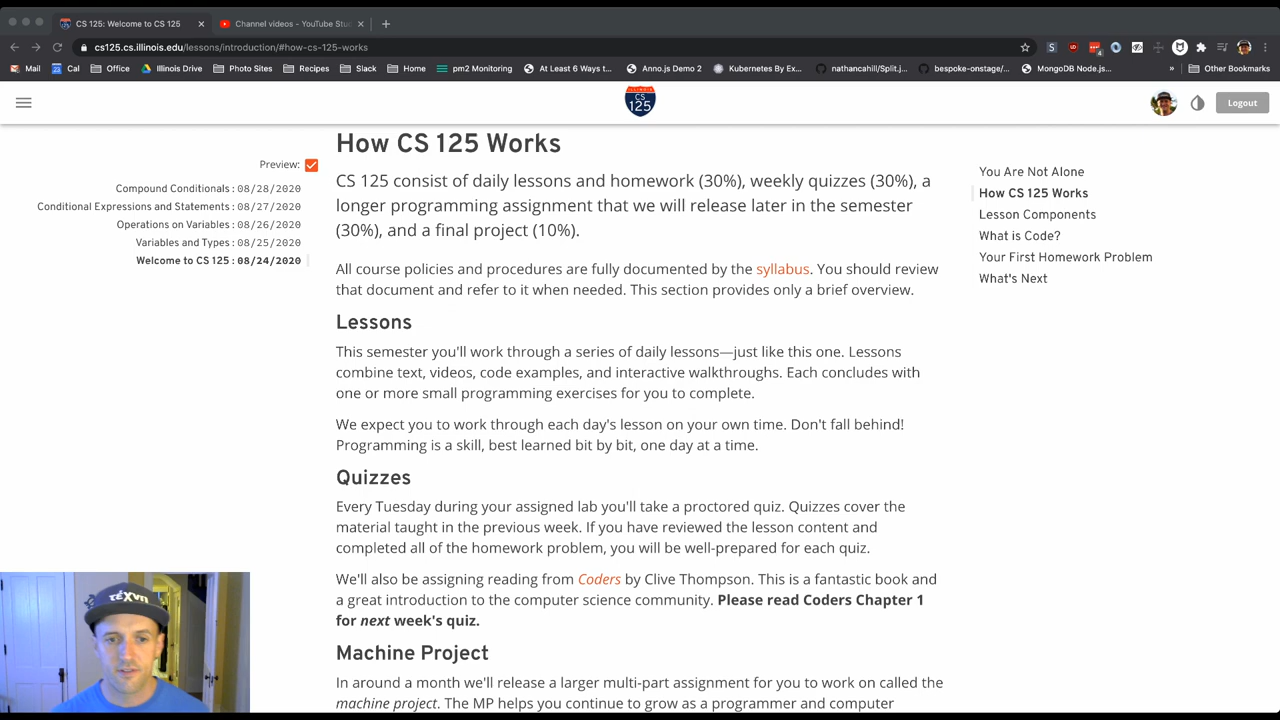 CS 125: Welcome to CS 125
Channel videos - YouTube Stu
cs125.cs.illinois.edu/lessons/introduction/#how-cs-125-works
Mail Cal Office Illinois Drive Photo Sites Recipes Slack Home pm2 Monitoring At Least 6 Ways t... Anno.js Demo 2 Kubernetes By Ex... nathancahill/Split.j... bespoke-onstage/... MongoDB Node.js... » Other Bookmarks
ILLINOIS
CS
125
Logout
Preview:
Compound Conditionals : 08/28/2020
Conditional Expressions and Statements : 08/27/2020
Operations on Variables : 08/26/2020
Variables and Types : 08/25/2020
Welcome to CS 125 : 08/24/2020
How CS 125 Works
CS 125 consist of daily lessons and homework (30%), weekly quizzes (30%), a
longer programming assignment that we will release later in the semester
(30%), and a final project (10%).
All course policies and procedures are fully documented by the syllabus. You should review
that document and refer to it when needed. This section provides only a brief overview.
Lessons
This semester you'll work through a series of daily lessons—just like this one. Lessons
combine text, videos, code examples, and interactive walkthroughs. Each concludes with
one or more small programming exercises for you to complete.
We expect you to work through each day's lesson on your own time. Don't fall behind!
Programming is a skill, best learned bit by bit, one day at a time.
Quizzes
Every Tuesday during your assigned lab you'll take a proctored quiz. Quizzes cover the
material taught in the previous week. If you have reviewed the lesson content and
completed all of the homework problem, you will be well-prepared for each quiz.
We'll also be assigning reading from Coders by Clive Thompson. This is a fantastic book and
a great introduction to the computer science community. Please read Coders Chapter 1
for next week's quiz.
Machine Project
In around a month we'll release a larger multi-part assignment for you to work on called the
machine project. The MP helps you continue to grow as a programmer and computer
You Are Not Alone
How CS 125 Works
Lesson Components
What is Code?
Your First Homework Problem
What's Next